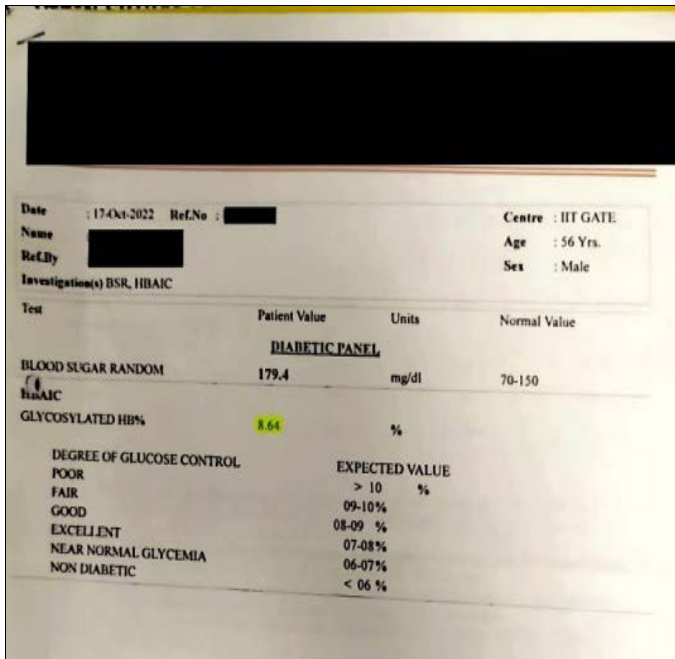 Date : 17-Oct-2022 Ref.No : Centre : IIT GATE
Name Age : 56 Yrs.
Ref.By Sex : Male
Investigation(s) BSR, HBAIC
Test Patient Value Units Normal Value
DIABETIC PANEL
BLOOD SUGAR RANDOM 179.4 mg/dl 70-150
HBAIC
GLYCOSYLATED HB% 8.64 %
DEGREE OF GLUCOSE CONTROL EXPECTED VALUE
POOR > 10 %
FAIR 09-10%
GOOD 08-09 %
EXCELLENT 07-08%
NEAR NORMAL GLYCEMIA 06-07%
NON DIABETIC < 06 %